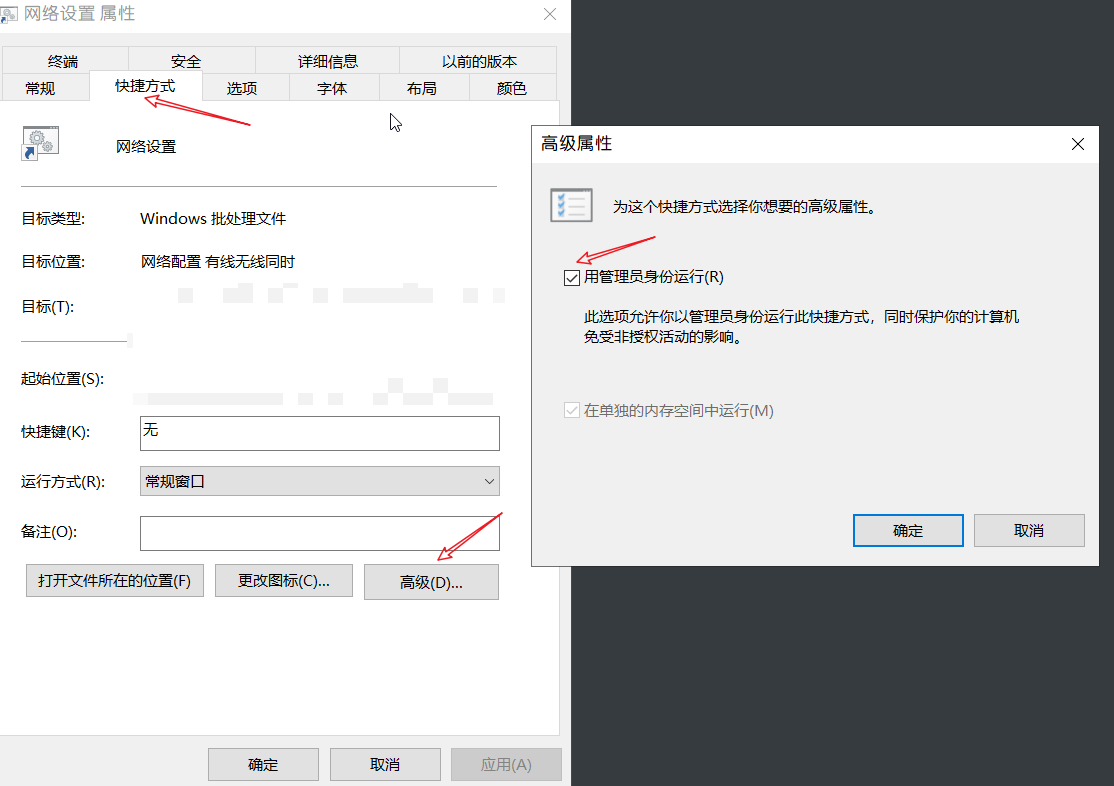 网络设置 属性
终端 安全 详细信息 以前的版本
常规 快捷方式 选项 字体 布局 颜色
网络设置
目标类型: Windows 批处理文件
目标位置: 网络配置 有线无线同时
目标(T):
起始位置(S):
快捷键(K): 无
运行方式(R): 常规窗口
备注(O):
打开文件所在的位置(F) 更改图标(C)... 高级(D)...
确定 取消 应用(A)
高级属性
为这个快捷方式选择你想要的高级属性。
用管理员身份运行(R)
此选项允许你以管理员身份运行此快捷方式，同时保护你的计算机
免受非授权活动的影响。
在单独的内存空间中运行(M)
确定 取消